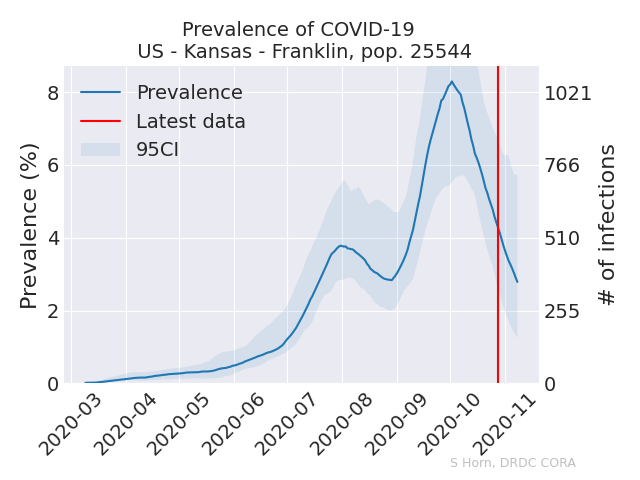 Prevalence of COVID-19
US - Kansas - Franklin, pop. 25544
Prevalence
Latest data
95CI
Prevalence (%)
8
6
4
2
0
1021
766
510
255
0
# of infections
2020-03
2020-04
2020-05
2020-06
2020-07
2020-08
2020-09
2020-10
2020-11
S Horn, DRDC CORA